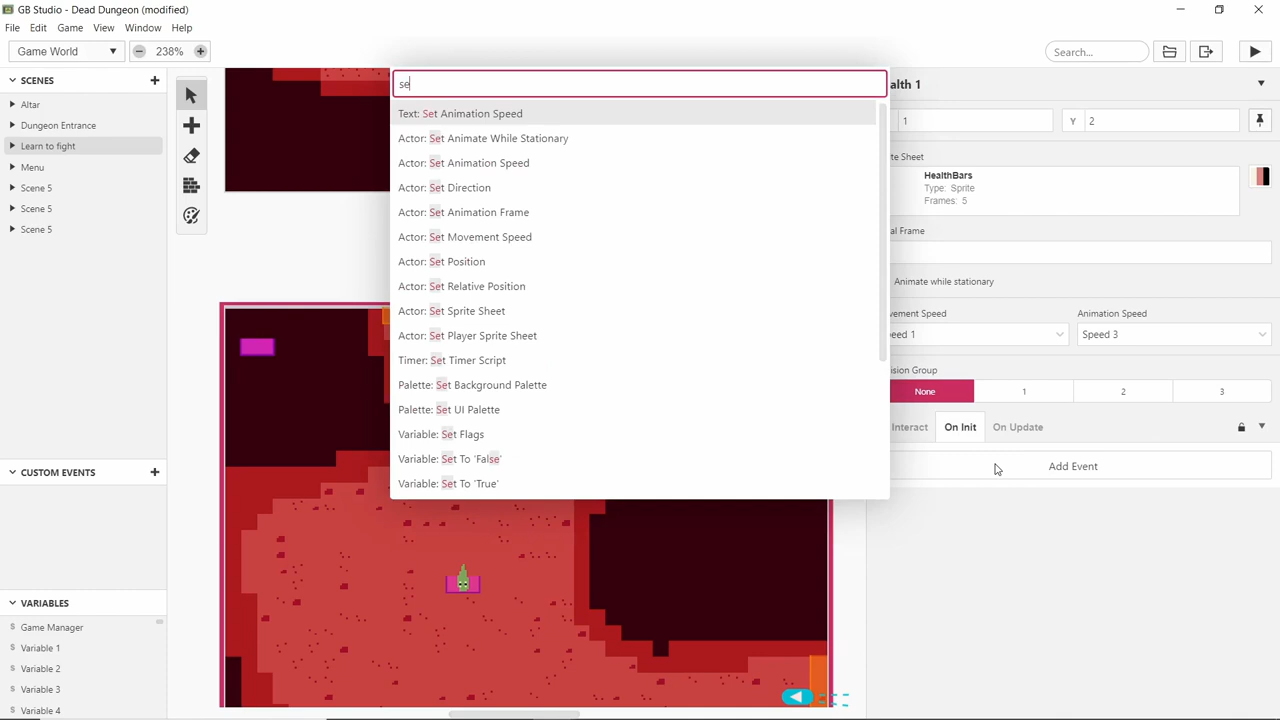 GB Studio - Dead Dungeon (modified)
File Edit Game View Window Help
Game World
238%
Search...
SCENES
Altar
Dungeon Entrance
Learn to fight
Menu
Scene 5
Scene 5
Scene 5
CUSTOM EVENTS
VARIABLES
S Game Manager
S Variable 1
S Variable 2
S Variable 3
S Variable 4
se
Text: Set Animation Speed
Actor: Set Animate While Stationary
Actor: Set Animation Speed
Actor: Set Direction
Actor: Set Animation Frame
Actor: Set Movement Speed
Actor: Set Position
Actor: Set Relative Position
Actor: Set Sprite Sheet
Actor: Set Player Sprite Sheet
Timer: Set Timer Script
Palette: Set Background Palette
Palette: Set UI Palette
Variable: Set Flags
Variable: Set To 'False'
Variable: Set To 'True'
ealth 1
1 Y 2
te Sheet
HealthBars
Type: Sprite
Frames: 5
al Frame
Animate while stationary
vement Speed Animation Speed
eed 1 Speed 3
ision Group
None 1 2 3
Interact On Init On Update
Add Event